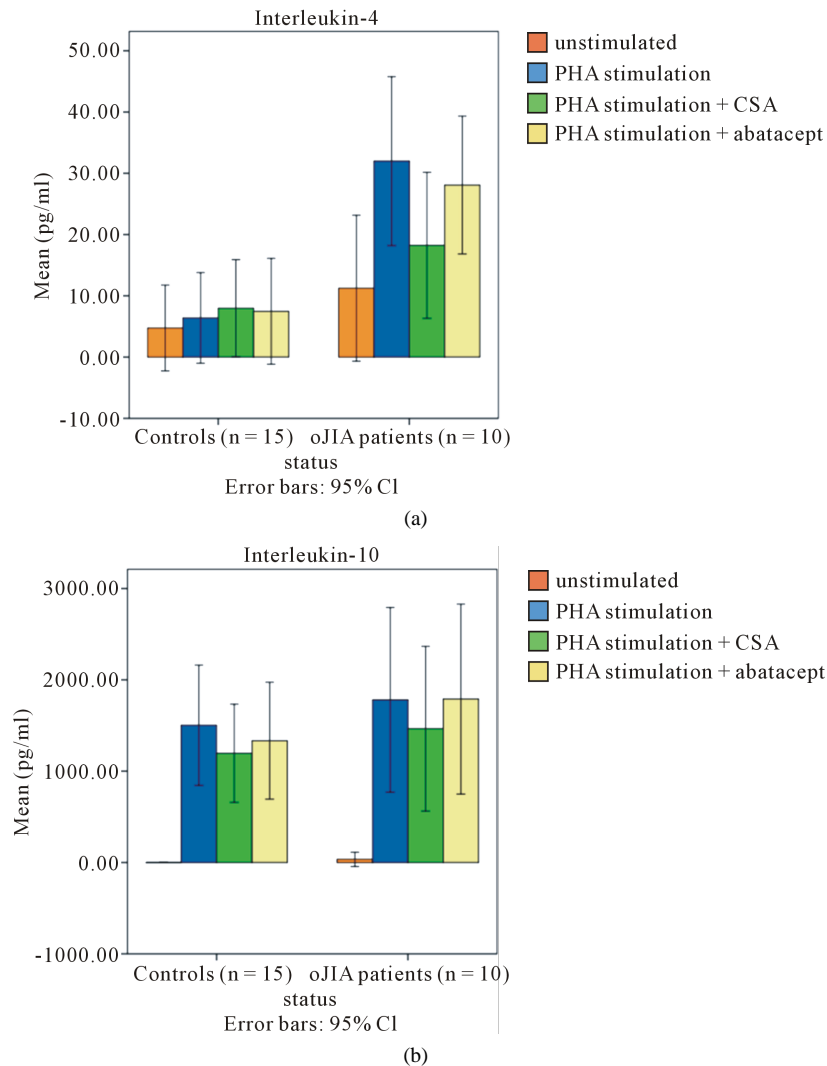 Interleukin-4
50.00
40.00
30.00
20.00
10.00
0.00
-10.00
Mean (pg/ml)
unstimulated
PHA stimulation
PHA stimulation + CSA
PHA stimulation + abatacept
Controls (n = 15) oJIA patients (n = 10)
status
Error bars: 95% Cl
(a)
Interleukin-10
3000.00
2000.00
1000.00
0.00
-1000.00
Mean (pg/ml)
unstimulated
PHA stimulation
PHA stimulation + CSA
PHA stimulation + abatacept
Controls (n = 15) oJIA patients (n = 10)
status
Error bars: 95% Cl
(b)